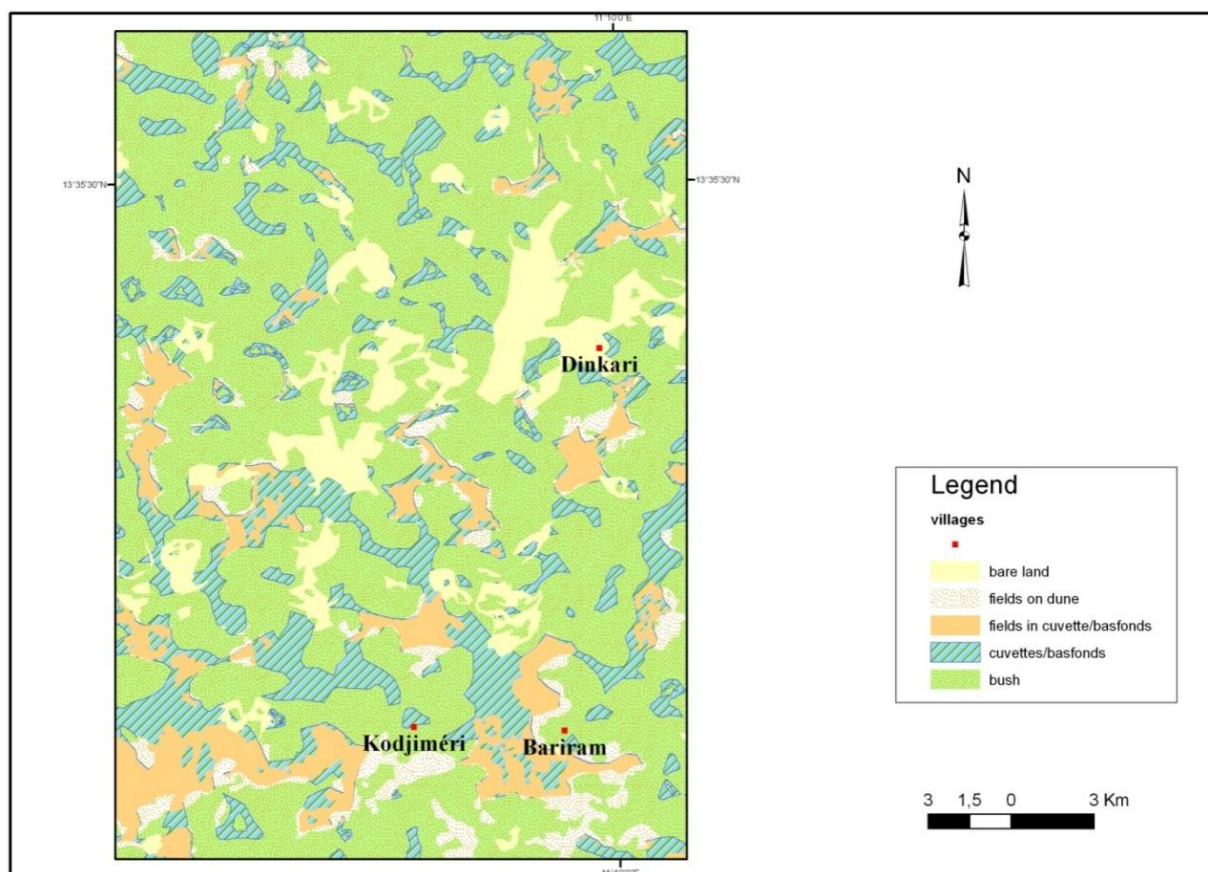 11°10'0"E
13°35'30"N
13°35'30"N
N
Dinkari
Kodjiméri
Bariram
Legend
villages
bare land
fields on dune
fields in cuvette/basfonds
cuvettes/basfonds
bush
3 1,5 0 3 Km